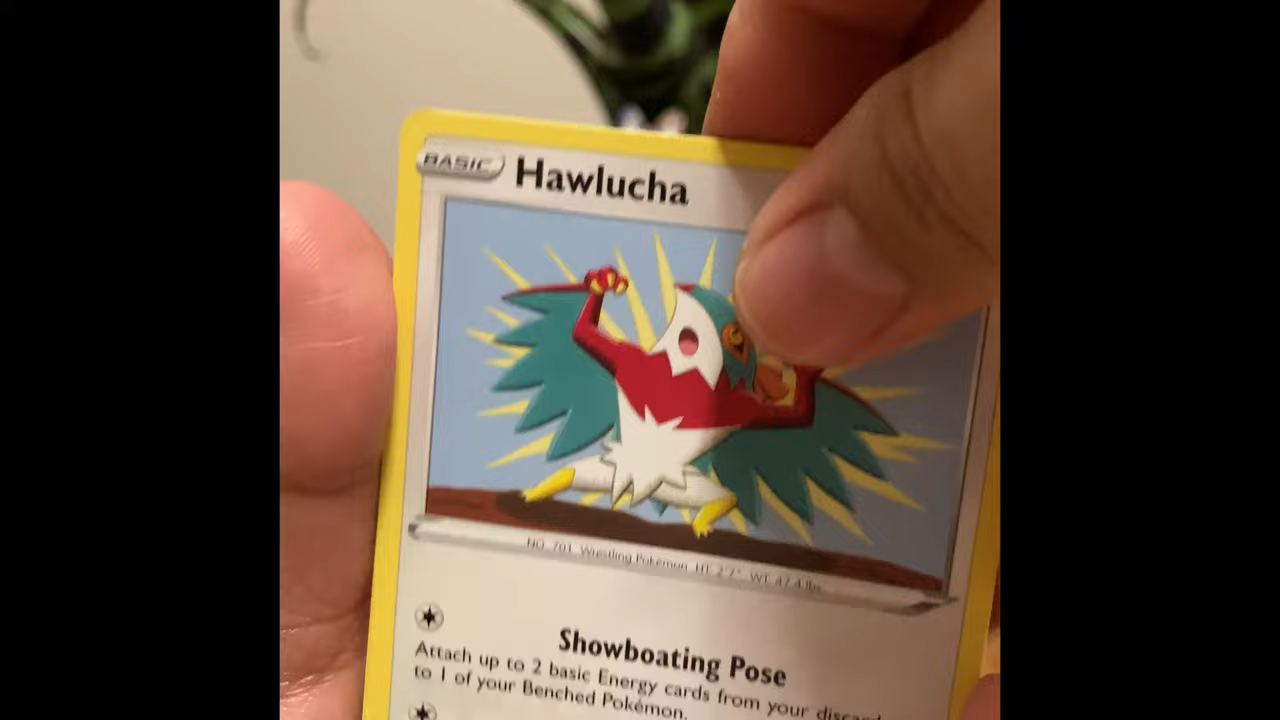 BASIC Hawlucha
NO. 701 Wrestling Pokémon HT: 2'7" WT: 47.4 lbs.
Showboating Pose
Attach up to 2 basic Energy cards from your discard
to 1 of your Benched Pokémon.